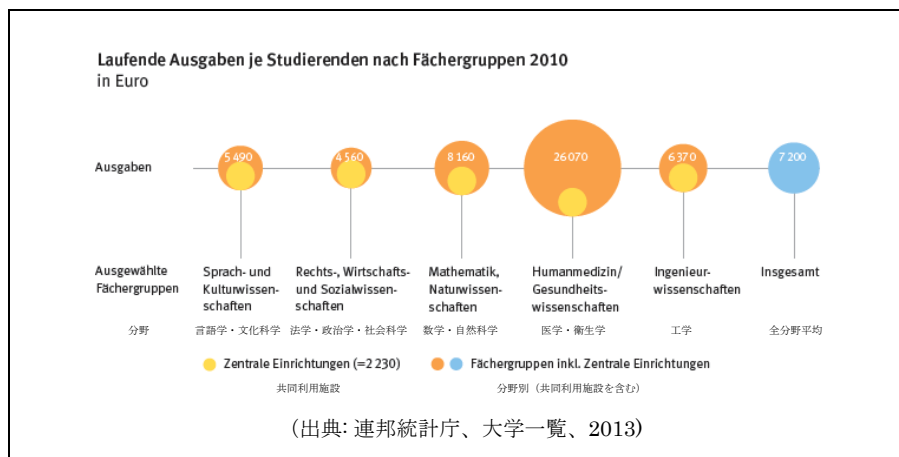 Laufende Ausgaben je Studierenden nach Fächergruppen 2010
in Euro
Ausgaben
5 490
4 560
8 160
26 070
6 370
7 200
Ausgewählte
Fächergruppen
Sprach- und
Kulturwissen-
schaften
Rechts-, Wirtschafts-
und Sozialwissen-
schaften
Mathematik,
Naturwissen-
schaften
Humanmedizin/
Gesundheits-
wissenschaften
Ingenieur-
wissenschaften
Insgesamt
分野
言語学・文化科学
法学・政治学・社会科学
数学・自然科学
医学・衛生学
工学
全分野平均
Zentrale Einrichtungen (=2 230)
Fächergruppen inkl. Zentrale Einrichtungen
共同利用施設
分野別（共同利用施設を含む）
(出典: 連邦統計庁、大学一覧、2013)